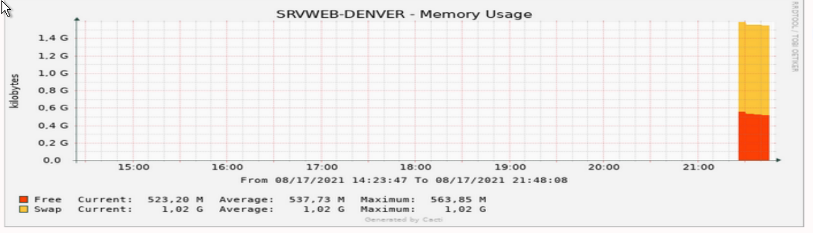 SRVWEB-DENVER - Memory Usage
RRDTOOL / TOBI OETIKER
kilobytes
1,4 G
1,2 G
1,0 G
0,8 G
0,6 G
0,4 G
0,2 G
0,0
15:00 16:00 17:00 18:00 19:00 20:00 21:00
From 08/17/2021 14:23:47 To 08/17/2021 21:48:08
Free Current: 523,20 M Average: 537,73 M Maximum: 563,85 M
Swap Current: 1,02 G Average: 1,02 G Maximum: 1,02 G
Generated by Cacti